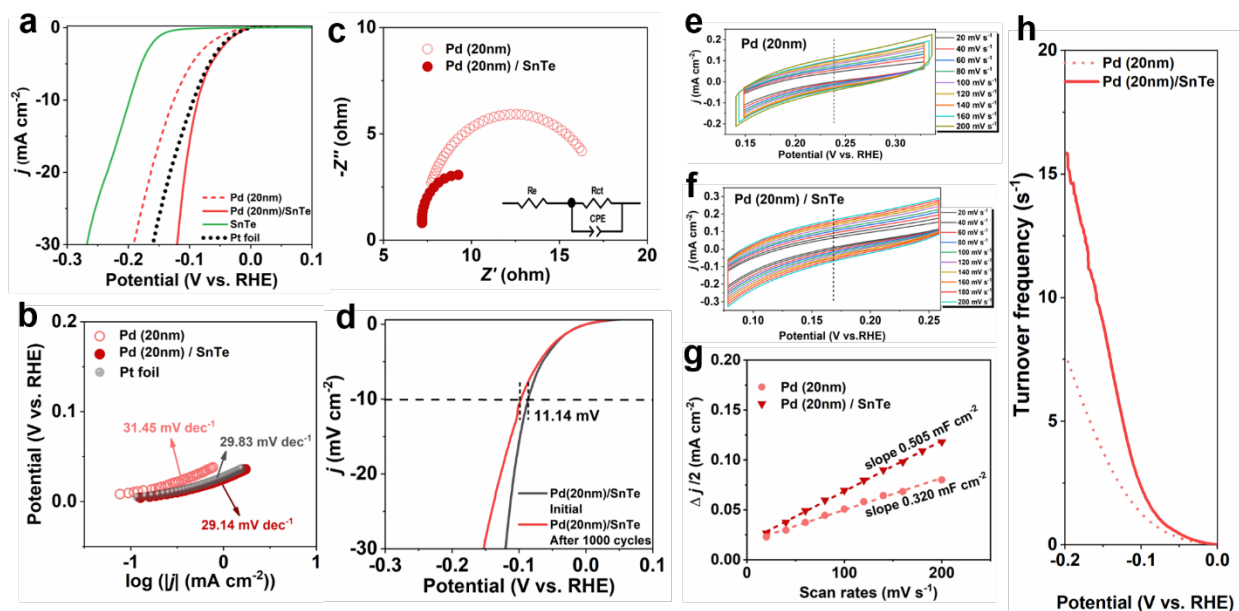 a
0
-10
-20
-30
j (mA cm⁻²)
-0.3 -0.2 -0.1 0.0 0.1
Potential (V vs. RHE)
Pd (20nm)
Pd (20nm)/SnTe
SnTe
Pt foil
b
0.2
0.1
0.0
Potential (V vs. RHE)
Pd (20nm)
Pd (20nm) / SnTe
Pt foil
31.45 mV dec⁻¹
29.83 mV dec⁻¹
29.14 mV dec⁻¹
-1 0 1
log (|j| (mA cm⁻²))
c
10
5
0
-Z'' (ohm)
Pd (20nm)
Pd (20nm) / SnTe
Re
Rct
CPE
5 10 15 20
Z' (ohm)
d
0
-10
-20
-30
j (mV cm⁻²)
11.14 mV
Pd(20nm)/SnTe
Initial
Pd(20nm)/SnTe
After 1000 cycles
-0.3 -0.2 -0.1 0.0 0.1
Potential (V vs. RHE)
e
Pd (20nm)
0.2
0.1
0.0
-0.1
-0.2
j (mA cm⁻²)
0.15 0.20 0.25 0.30
Potential (V vs. RHE)
20 mV s⁻¹
40 mV s⁻¹
60 mV s⁻¹
80 mV s⁻¹
100 mV s⁻¹
120 mV s⁻¹
140 mV s⁻¹
160 mV s⁻¹
200 mV s⁻¹
f
Pd (20nm) / SnTe
0.3
0.2
0.1
0.0
-0.1
-0.2
-0.3
j (mA cm⁻²)
0.10 0.15 0.20 0.25
Potential (V vs.RHE)
20 mV s⁻¹
40 mV s⁻¹
60 mV s⁻¹
80 mV s⁻¹
100 mV s⁻¹
120 mV s⁻¹
140 mV s⁻¹
160 mV s⁻¹
180 mV s⁻¹
200 mV s⁻¹
g
0.20
0.15
0.10
0.05
0.00
Δ j /2 (mA cm⁻²)
Pd (20nm)
Pd (20nm) / SnTe
slope 0.505 mF cm⁻²
slope 0.320 mF cm⁻²
0 50 100 150 200
Scan rates (mV s⁻¹)
h
20
15
10
5
0
Turnover frequency (s⁻¹)
Pd (20nm)
Pd (20nm)/SnTe
-0.2 -0.1 0.0
Potential (V vs. RHE)